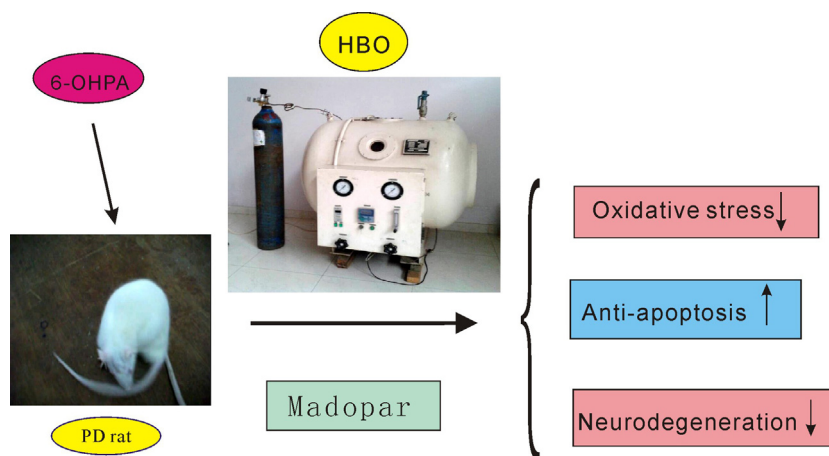 HBO
6-OHPA
Oxidative stress↓
Anti-apoptosis ↑
Madopar
Neurodegeneration ↓
PD rat